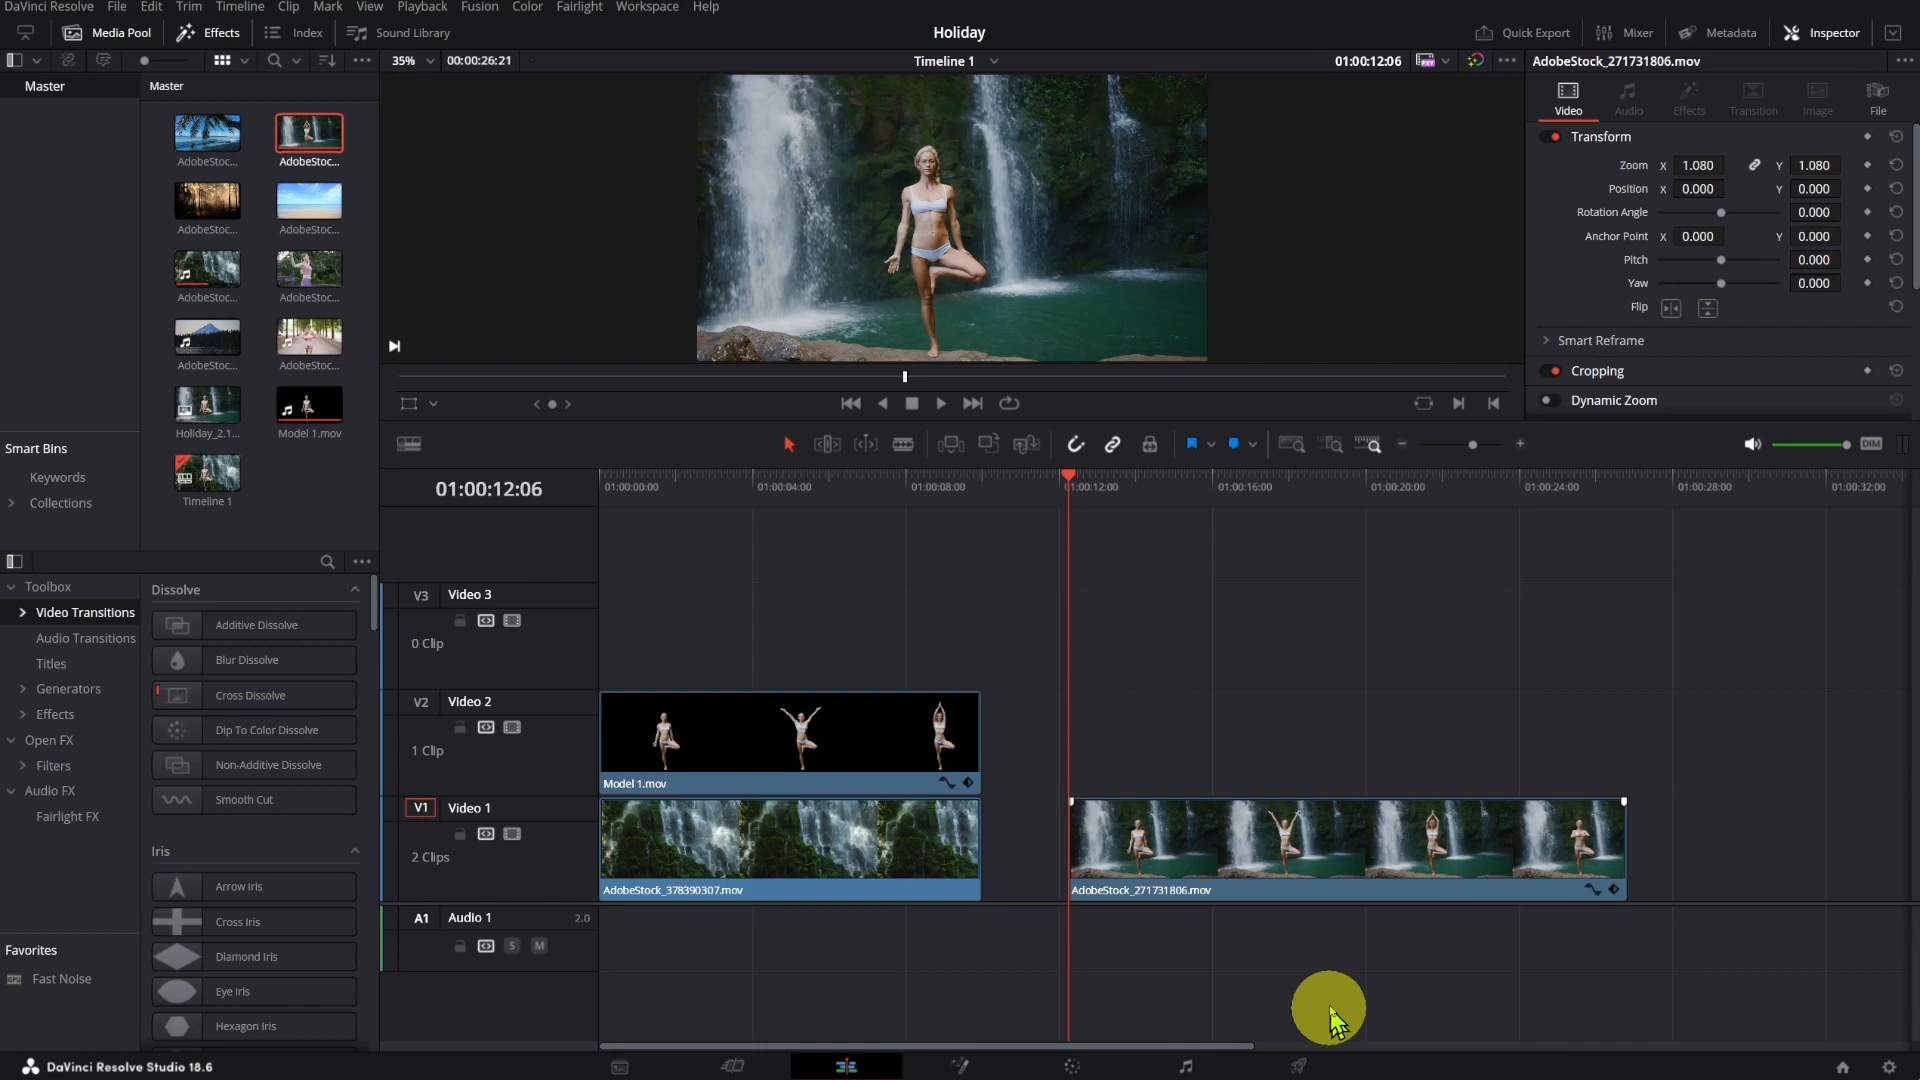 DaVinci Resolve File Edit Trim Timeline Clip Mark View Playback Fusion Color Fairlight Workspace Help
Media Pool Effects Index Sound Library Holiday Quick Export Mixer Metadata Inspector
35% 00:00:26:21 Timeline 1 01:00:12:06 AdobeStock_271731806.mov
Master
Master
Video Audio Effects Transition Image File
Transform
Zoom X 1.080 Y 1.080
Position X 0.000 Y 0.000
Rotation Angle 0.000
Anchor Point X 0.000 Y 0.000
Pitch 0.000
Yaw 0.000
Flip
Smart Reframe
Cropping
Dynamic Zoom
AdobeStoc... AdobeStoc...
AdobeStoc... AdobeStoc...
AdobeStoc... AdobeStoc...
AdobeStoc... AdobeStoc...
Holiday_2.1... Model 1.mov
Timeline 1
Smart Bins
Keywords
Collections
DIM
01:00:12:06
01:00:00:00 01:00:04:00 01:00:08:00 01:00:12:00 01:00:16:00 01:00:20:00 01:00:24:00 01:00:28:00 01:00:32:00
Toolbox
Video Transitions
Audio Transitions
Titles
Generators
Effects
Open FX
Filters
Audio FX
Fairlight FX
Favorites
Fast Noise
Dissolve
Additive Dissolve
Blur Dissolve
Cross Dissolve
Dip To Color Dissolve
Non-Additive Dissolve
Smooth Cut
Iris
Arrow Iris
Cross Iris
Diamond Iris
Eye Iris
Hexagon Iris
V3 Video 3
0 Clip
V2 Video 2
1 Clip
Model 1.mov
V1 Video 1
2 Clips
AdobeStock_378390307.mov AdobeStock_271731806.mov
A1 Audio 1 2.0
S M
DaVinci Resolve Studio 18.6